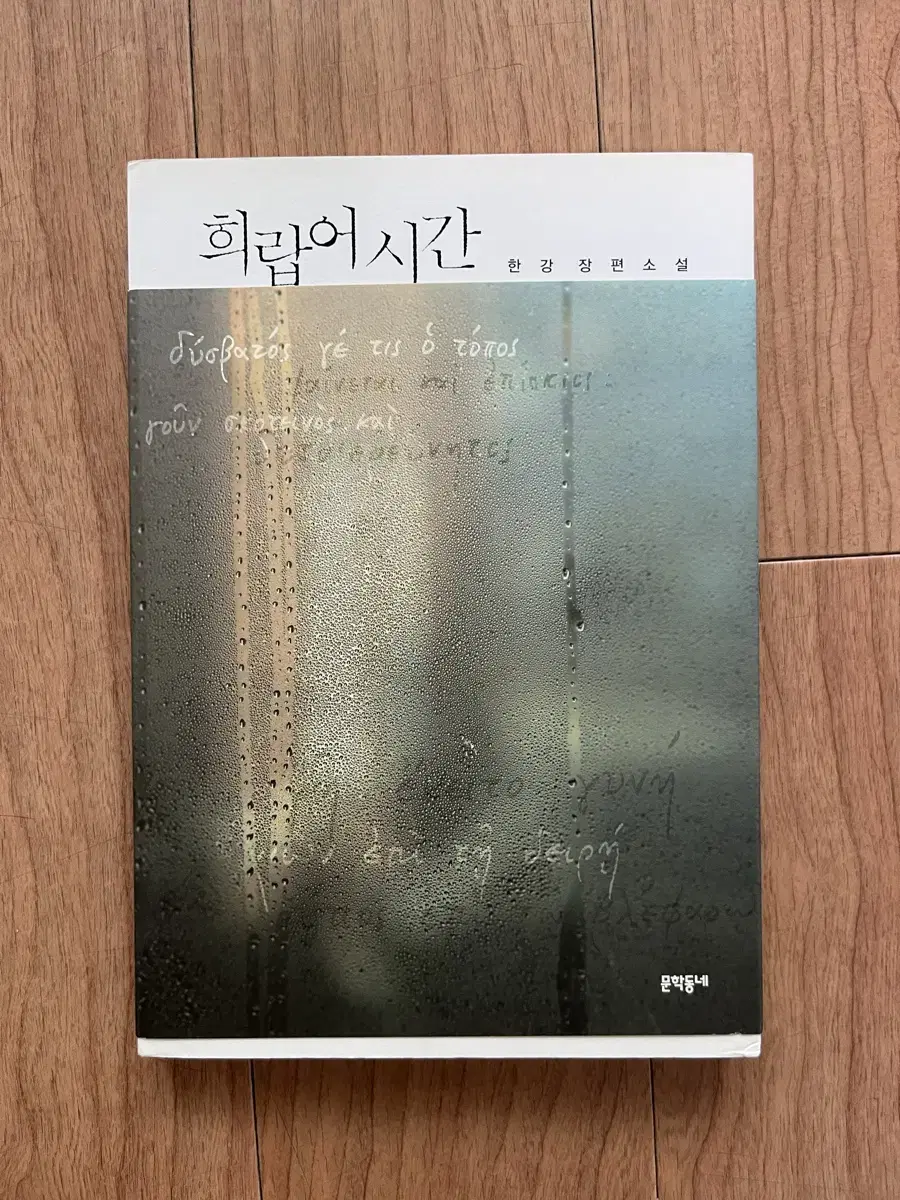 희랍어 시간
한강 장편소설
δύσβατός γέ τις ὁ τόπος
φαίνεται καὶ ἐπίσκιος
γοῦν σκοτεινὸς καὶ
δυσδιερεύνητος
γυνή
ἐπὶ τῇ δειρῇ
문학동네